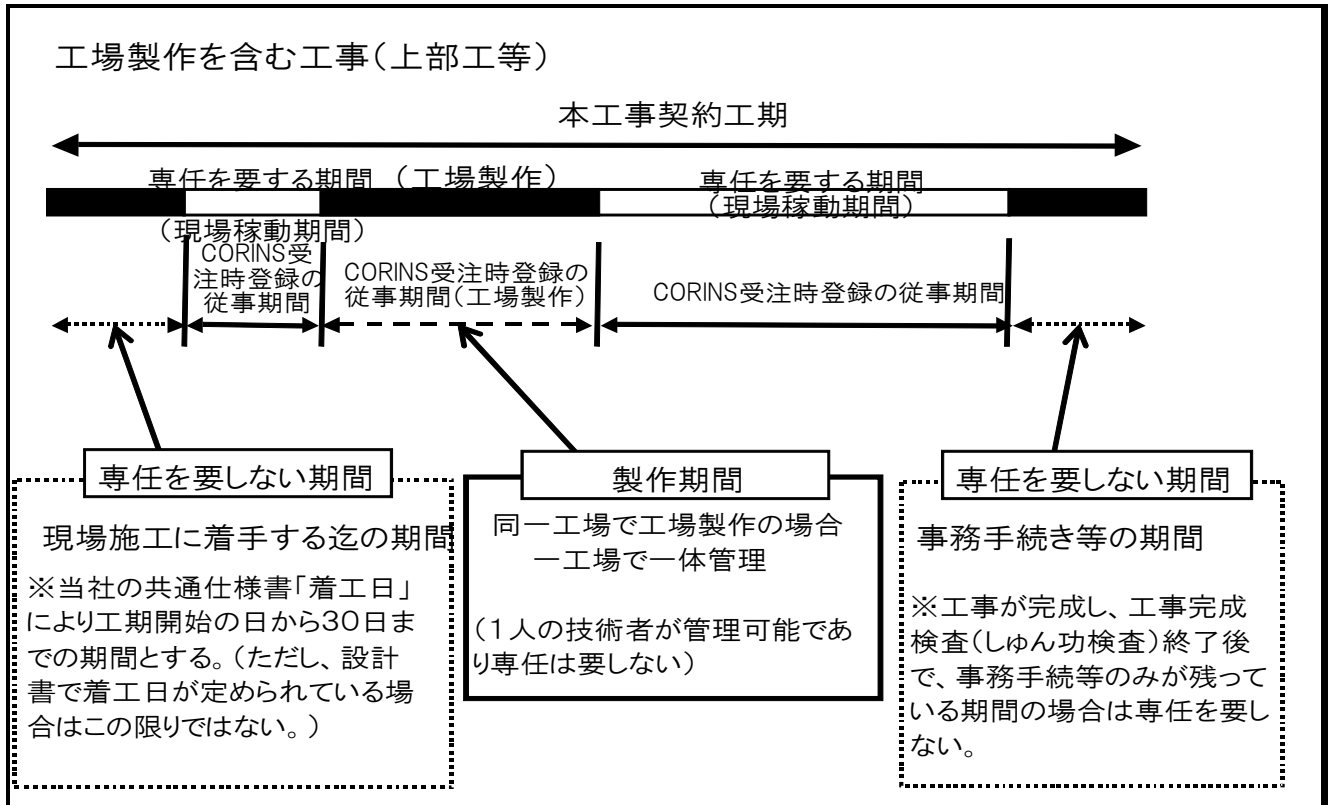 工場製作を含む工事(上部工等)
本工事契約工期
専任を要する期間
(工場製作)
専任を要する期間
(現場稼動期間)
(現場稼動期間)
CORINS受
注時登録の
従事期間
CORINS受注時登録の
従事期間(工場製作)
CORINS受注時登録の従事期間
専任を要しない期間
現場施工に着手する迄の期間
※当社の共通仕様書「着工日」
により工期開始の日から30日ま
での期間とする。(ただし、設計
書で着工日が定められている場
合はこの限りではない。)
製作期間
同一工場で工場製作の場合
一工場で一体管理
(1人の技術者が管理可能であ
り専任は要しない)
専任を要しない期間
事務手続き等の期間
※工事が完成し、工事完成
検査(しゅん功検査)終了後
で、事務手続等のみが残って
いる期間の場合は専任を要し
ない。